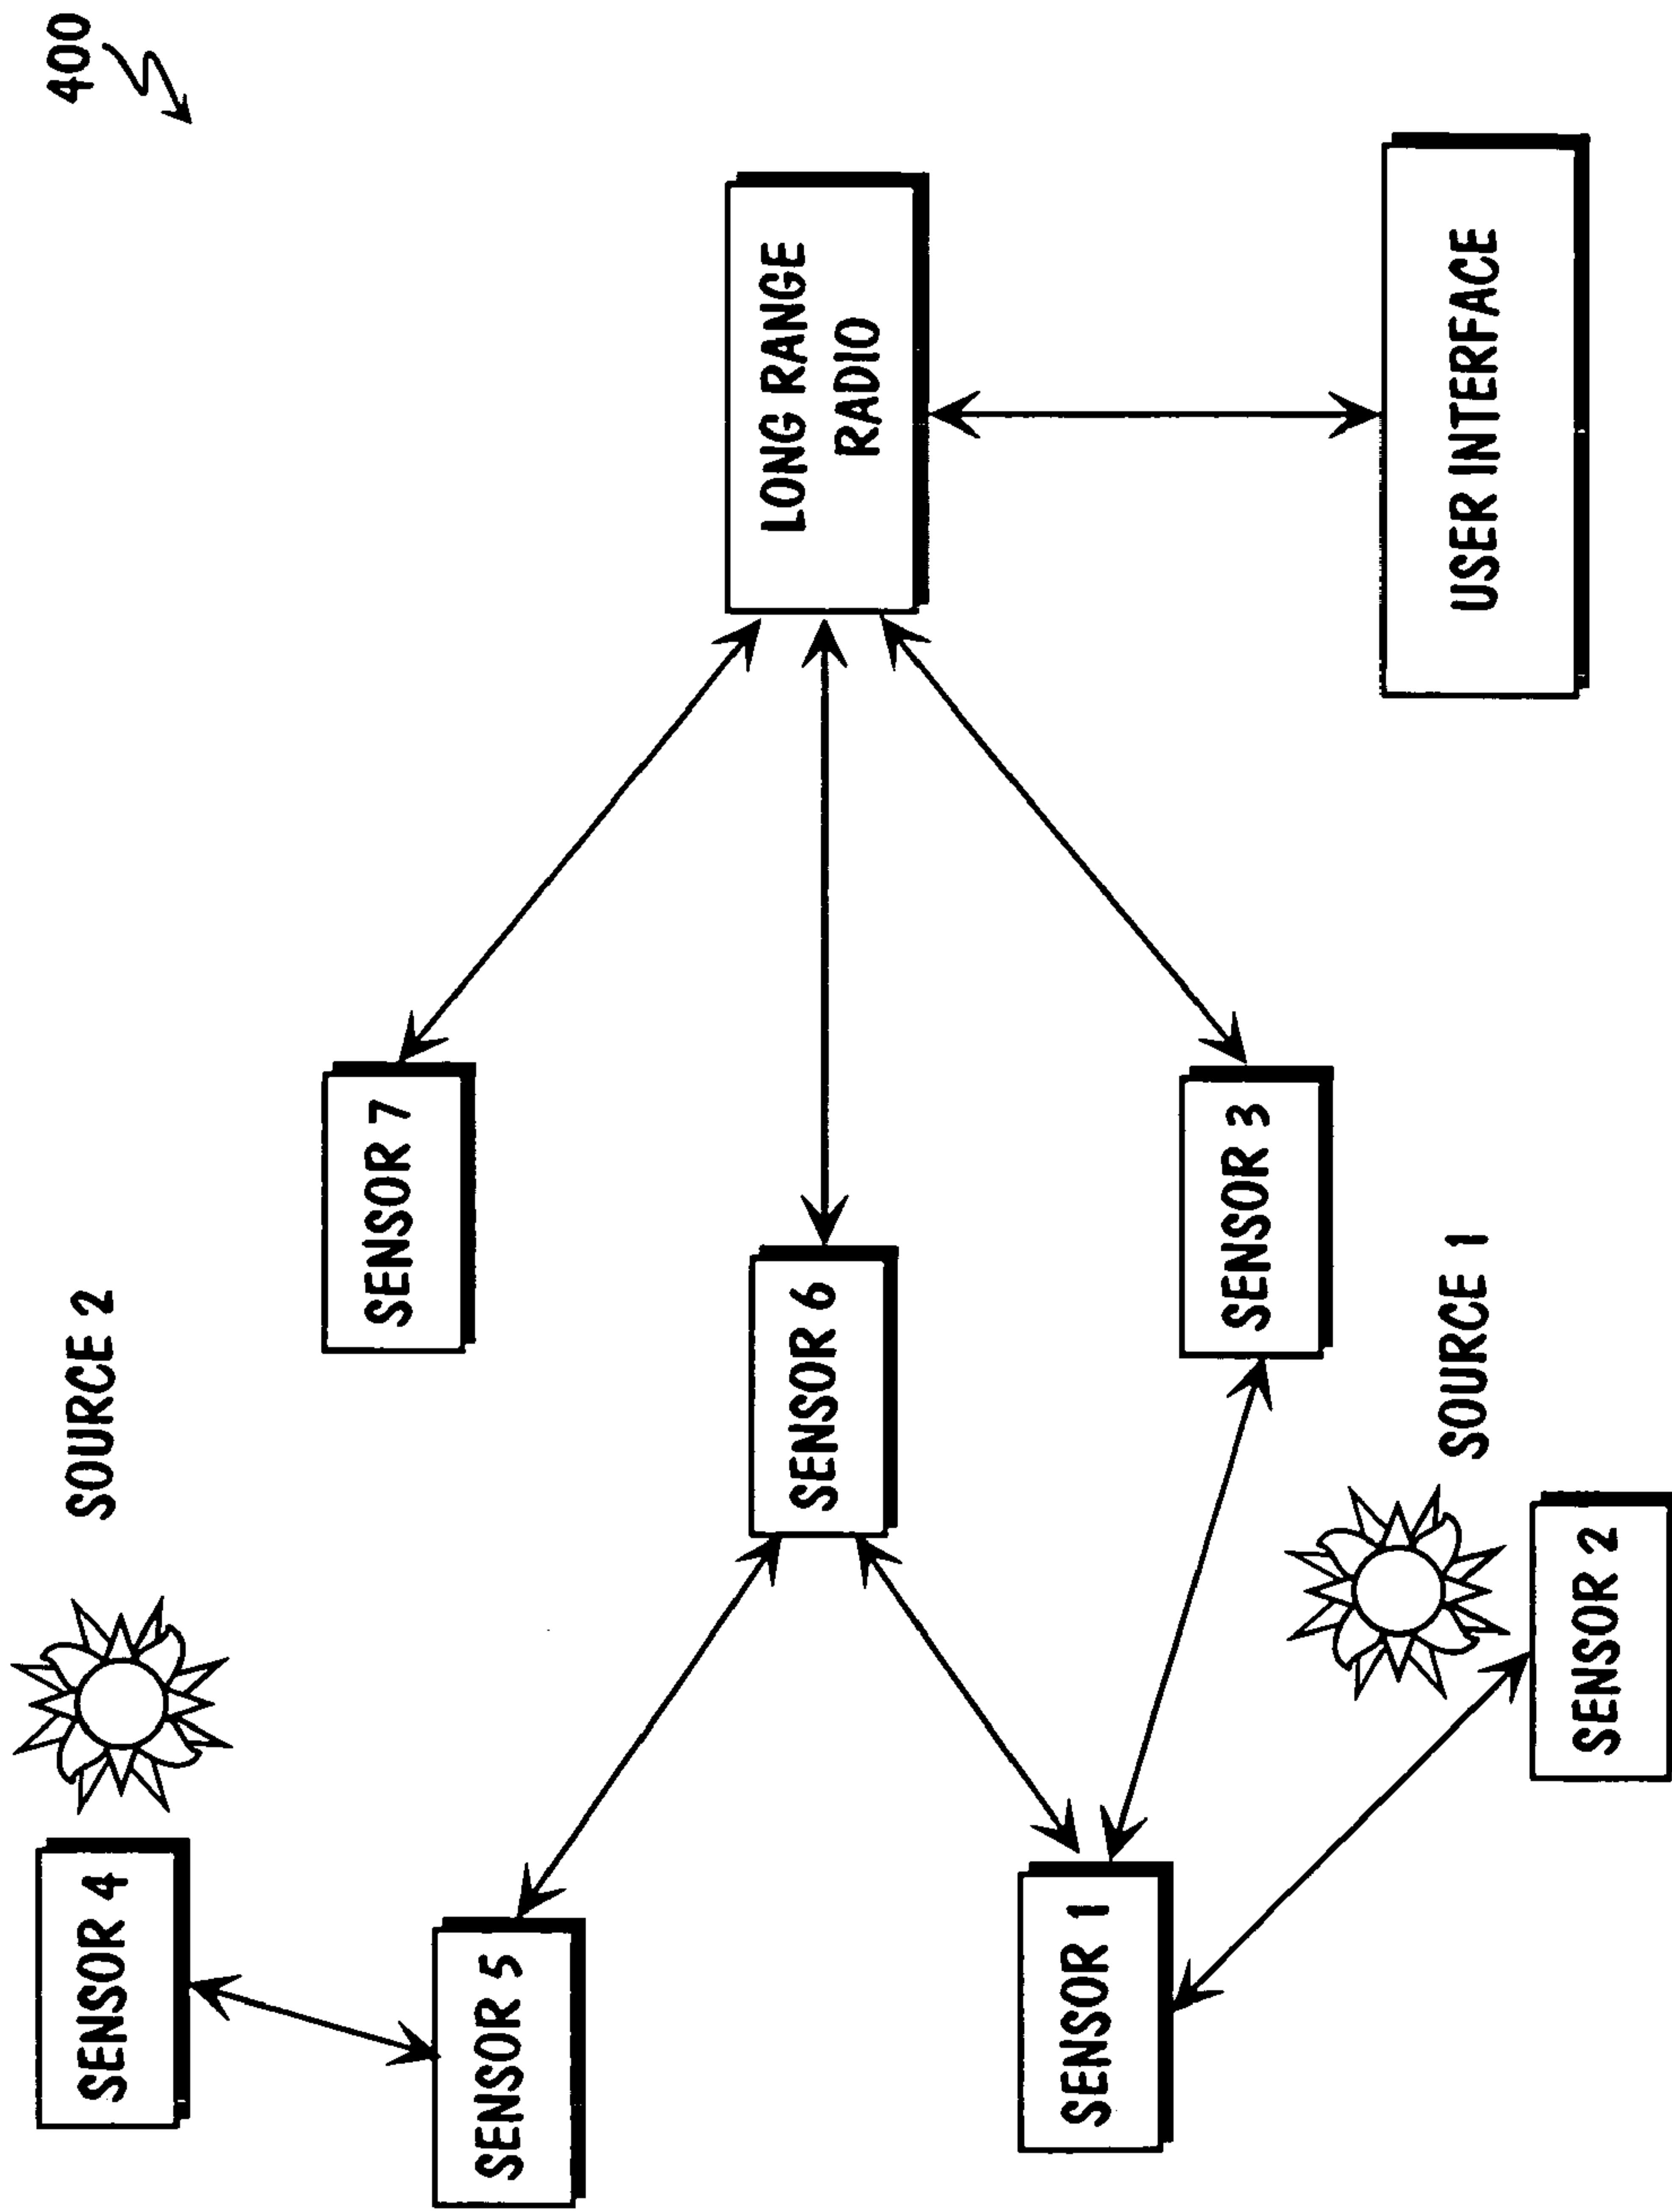 400
SOURCE 2
SENSOR 4
SENSOR 7
SENSOR 5
LONG RANGE
RADIO
SENSOR 6
SENSOR 1
SENSOR 3
USER INTERFACE
SOURCE 1
SENSOR 2